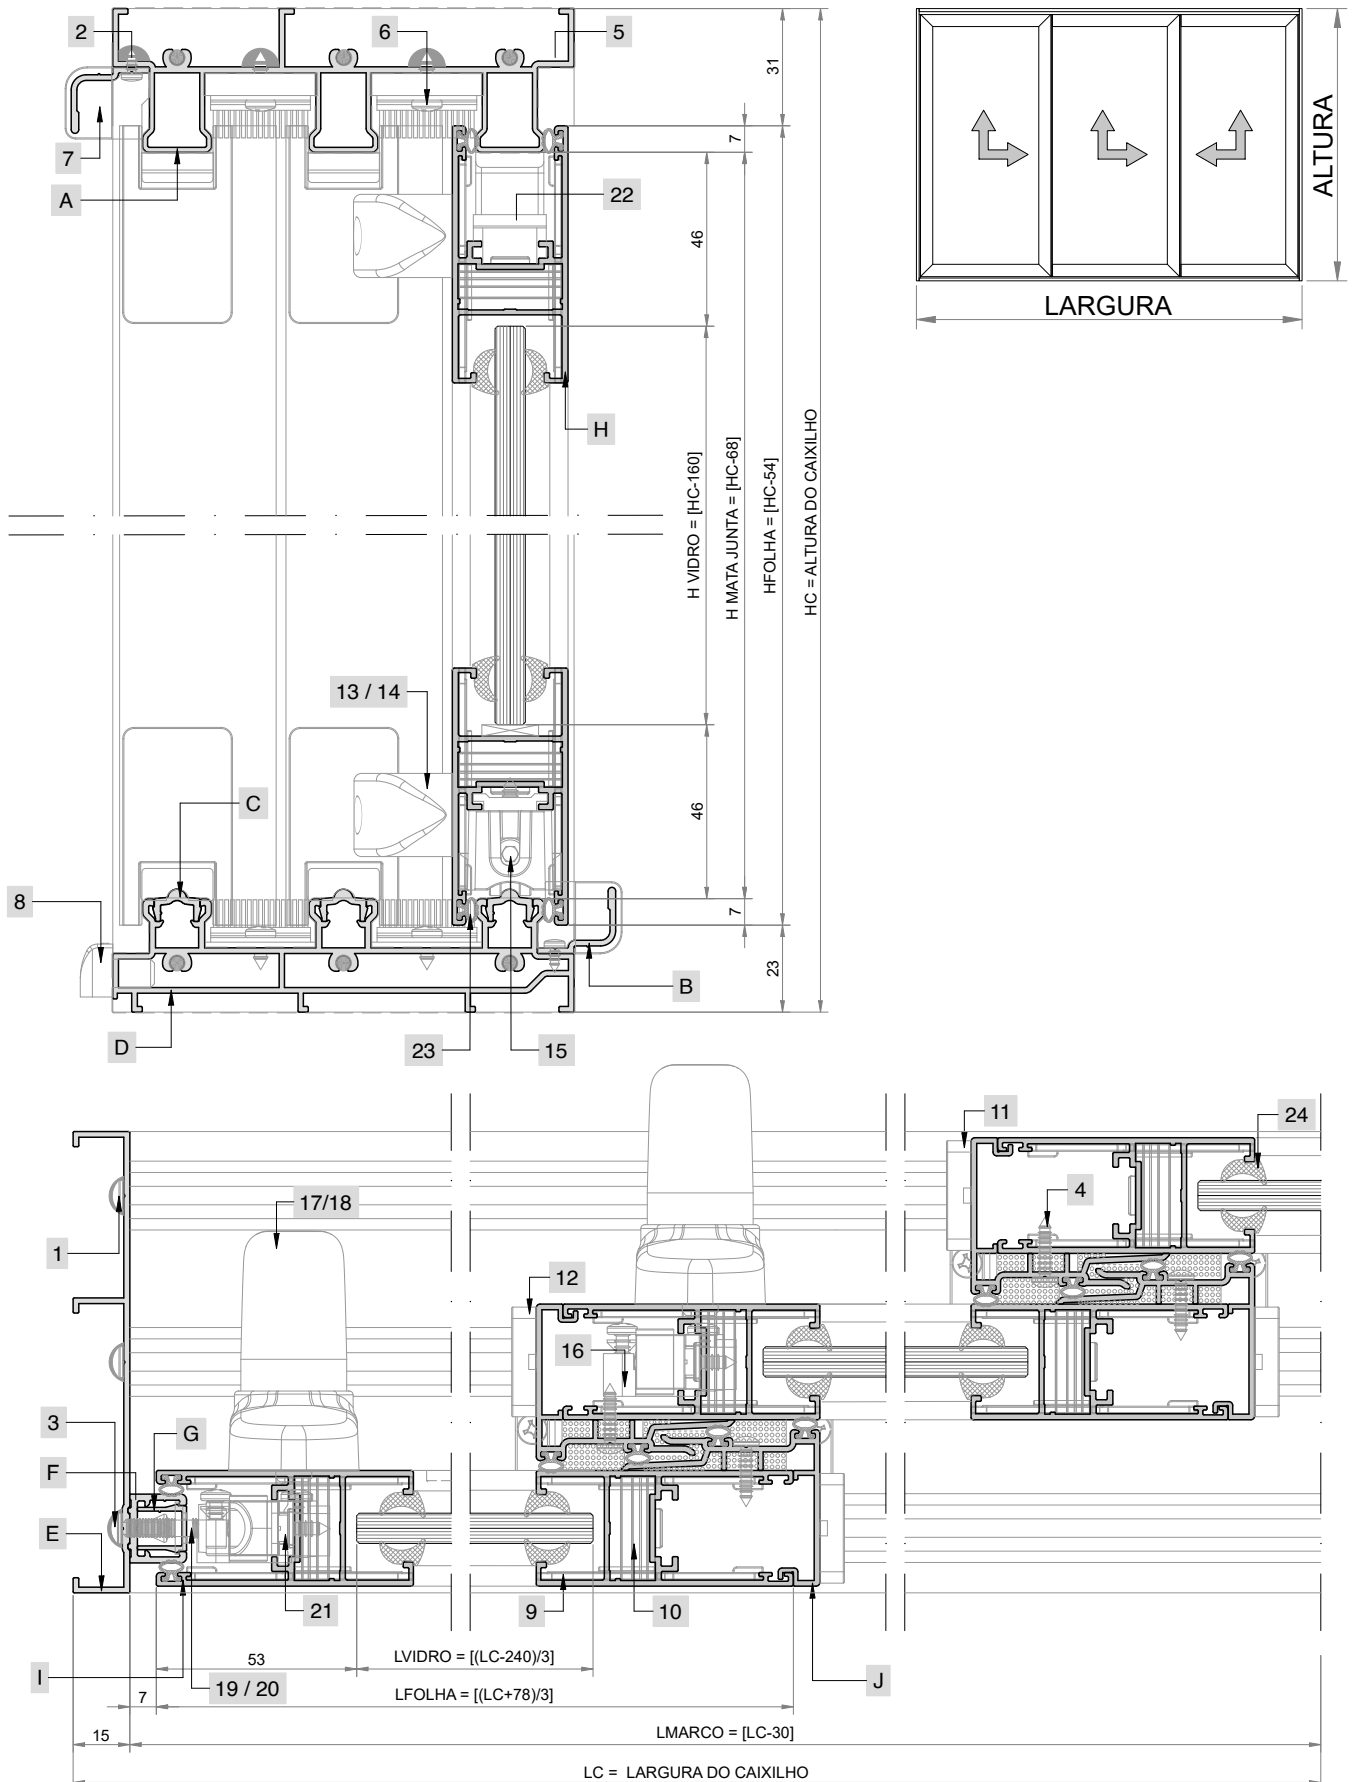 2
6
5
7
A
22
H
13 / 14
C
8
D
23
15
B
31
7
46
H VIDRO = [HC-160]
H MATA JUNTA = [HC-68]
HFOLHA = [HC-54]
HC = ALTURA DO CAIXILHO
46
7
23
ALTURA
LARGURA
11
24
17/18
4
1
12
16
3
G
F
E
9
10
21
I
19 / 20
J
53
LVIDRO = [(LC-240)/3]
7
LFOLHA = [(LC+78)/3]
15
LMARCO = [LC-30]
LC = LARGURA DO CAIXILHO